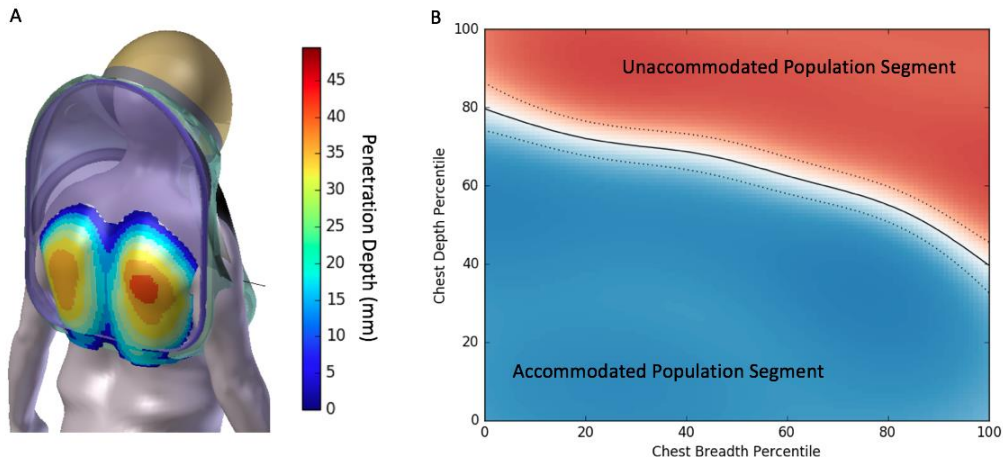 A
45
40
35
30
25
20
15
10
5
0
Penetration Depth (mm)
B
100
80
60
40
20
0
Chest Depth Percentile
Unaccommodated Population Segment
Accommodated Population Segment
0 20 40 60 80 100
Chest Breadth Percentile